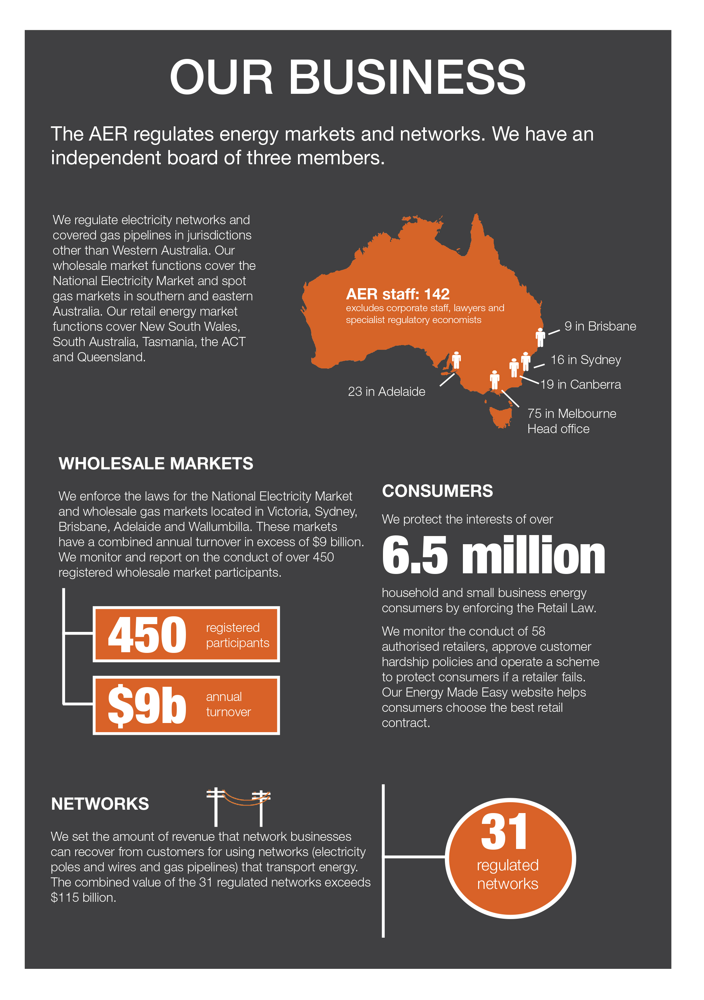 OUR BUSINESS
The AER regulates energy markets and networks. We have an
independent board of three members.
We regulate electricity networks and
covered gas pipelines in jurisdictions
other than Western Australia. Our
wholesale market functions cover the
National Electricity Market and spot
gas markets in southern and eastern
Australia. Our retail energy market
functions cover New South Wales,
South Australia, Tasmania, the ACT
and Queensland.
AER staff: 142
excludes corporate staff, lawyers and
specialist regulatory economists
9 in Brisbane
16 in Sydney
19 in Canberra
23 in Adelaide
75 in Melbourne
Head office
WHOLESALE MARKETS
We enforce the laws for the National Electricity Market
and wholesale gas markets located in Victoria, Sydney,
Brisbane, Adelaide and Wallumbilla. These markets
have a combined annual turnover in excess of $9 billion.
We monitor and report on the conduct of over 450
registered wholesale market participants.
450
registered
participants
$9b
annual
turnover
CONSUMERS
We protect the interests of over
6.5 million
household and small business energy
consumers by enforcing the Retail Law.
We monitor the conduct of 58
authorised retailers, approve customer
hardship policies and operate a scheme
to protect consumers if a retailer fails.
Our Energy Made Easy website helps
consumers choose the best retail
contract.
NETWORKS
We set the amount of revenue that network businesses
can recover from customers for using networks (electricity
poles and wires and gas pipelines) that transport energy.
The combined value of the 31 regulated networks exceeds
$115 billion.
31
regulated
networks